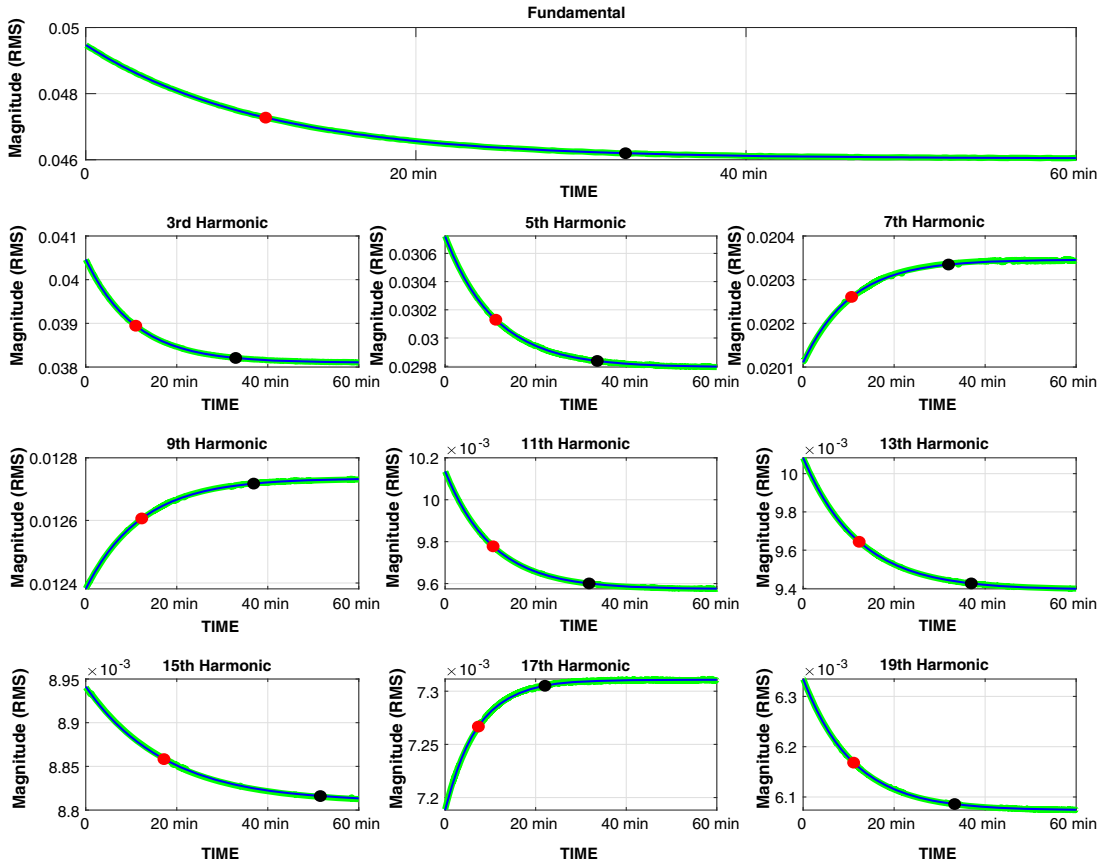 Fundamental
Magnitude (RMS)
0.05
0.048
0.046
0 20 min 40 min 60 min
TIME
3rd Harmonic
Magnitude (RMS)
0.041
0.04
0.039
0.038
0 20 min 40 min 60 min
TIME
5th Harmonic
Magnitude (RMS)
0.0306
0.0302
0.03
0.0298
0 20 min 40 min 60 min
TIME
7th Harmonic
Magnitude (RMS)
0.0204
0.0203
0.0202
0.0201
0 20 min 40 min 60 min
TIME
9th Harmonic
Magnitude (RMS)
0.0128
0.0126
0.0124
0 20 min 40 min 60 min
TIME
11th Harmonic
× 10⁻³
Magnitude (RMS)
10.2
10
9.8
9.6
0 20 min 40 min 60 min
TIME
13th Harmonic
× 10⁻³
Magnitude (RMS)
10
9.8
9.6
9.4
0 20 min 40 min 60 min
TIME
15th Harmonic
× 10⁻³
Magnitude (RMS)
8.95
8.9
8.85
8.8
0 20 min 40 min 60 min
TIME
17th Harmonic
× 10⁻³
Magnitude (RMS)
7.3
7.25
7.2
0 20 min 40 min 60 min
TIME
19th Harmonic
× 10⁻³
Magnitude (RMS)
6.3
6.2
6.1
0 20 min 40 min 60 min
TIME